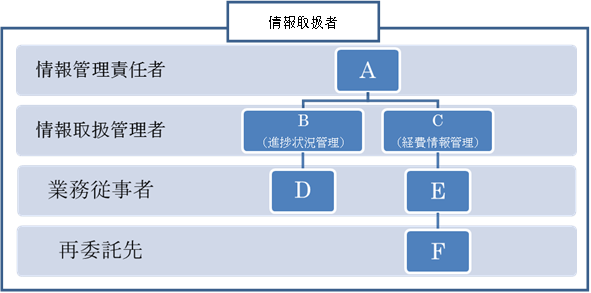 情報取扱者
情報管理責任者
A
情報取扱管理者
B
（進捗状況管理）
C
（経費情報管理）
業務従事者
D
E
再委託先
F